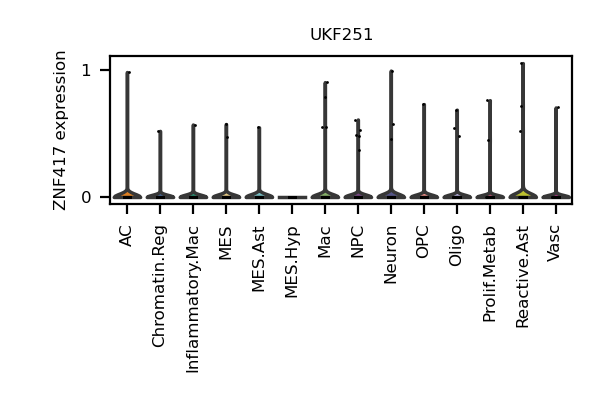 UKF251
ZNF417 expression
1
0
AC
Chromatin.Reg
Inflammatory.Mac
MES
MES.Ast
MES.Hyp
Mac
NPC
Neuron
OPC
Oligo
Prolif.Metab
Reactive.Ast
Vasc